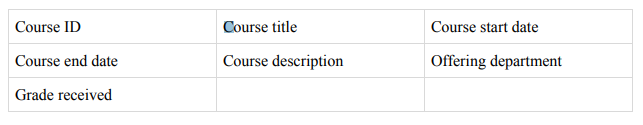 Course ID Course title Course start date
Course end date Course description Offering department
Grade received